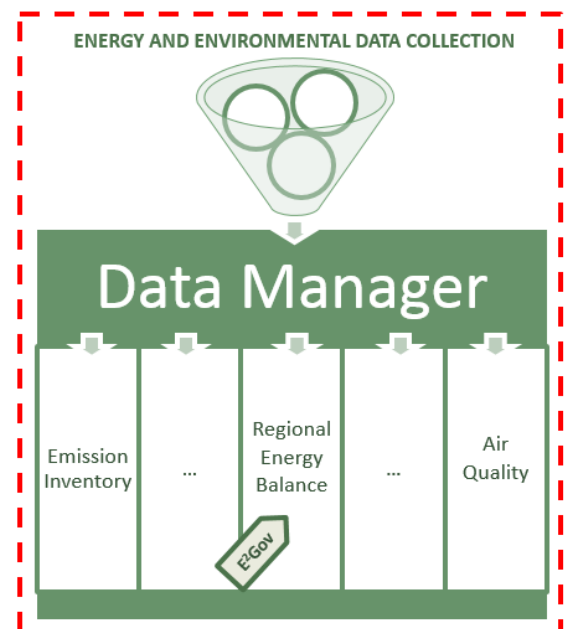 ENERGY AND ENVIRONMENTAL DATA COLLECTION
Data Manager
Emission
Inventory
...
Regional
Energy
Balance
...
Air
Quality
E²Gov